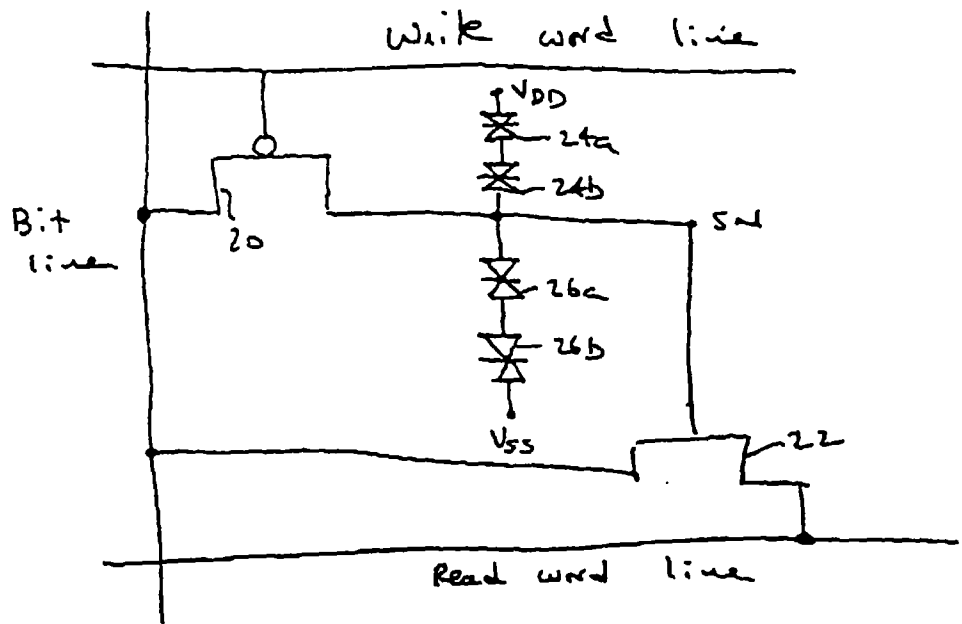 Write word line
VDD
24a
24b
Bit
line
20
SN
26a
26b
VSS
22
Read word line